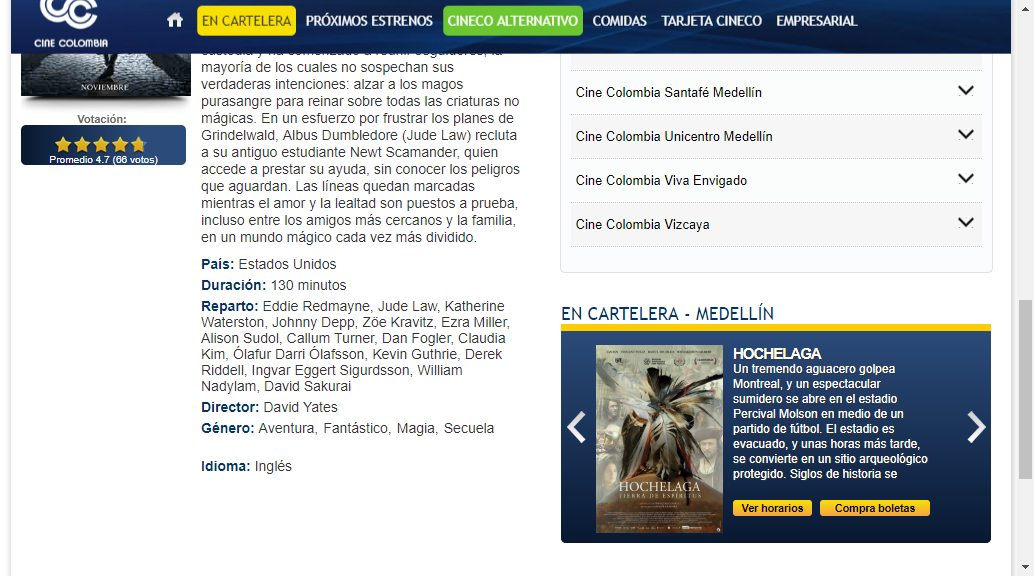 CINE COLOMBIA
EN CARTELERA
PRÓXIMOS ESTRENOS
CINECO ALTERNATIVO
COMIDAS
TARJETA CINECO
EMPRESARIAL
NOVIEMBRE
Votación:
Promedio 4.7 (66 votos)
mayoría de los cuales no sospechan sus
verdaderas intenciones: alzar a los magos
purasangre para reinar sobre todas las criaturas no
mágicas. En un esfuerzo por frustrar los planes de
Grindelwald, Albus Dumbledore (Jude Law) recluta
a su antiguo estudiante Newt Scamander, quien
accede a prestar su ayuda, sin conocer los peligros
que aguardan. Las líneas quedan marcadas
mientras el amor y la lealtad son puestos a prueba,
incluso entre los amigos más cercanos y la familia,
en un mundo mágico cada vez más dividido.
País: Estados Unidos
Duración: 130 minutos
Reparto: Eddie Redmayne, Jude Law, Katherine
Waterston, Johnny Depp, Zöe Kravitz, Ezra Miller,
Alison Sudol, Callum Turner, Dan Fogler, Claudia
Kim, Ólafur Darri Ólafsson, Kevin Guthrie, Derek
Riddell, Ingvar Eggert Sigurdsson, William
Nadylam, David Sakurai
Director: David Yates
Género: Aventura, Fantástico, Magia, Secuela
Idioma: Inglés
Cine Colombia Santafé Medellín
Cine Colombia Unicentro Medellín
Cine Colombia Viva Envigado
Cine Colombia Vizcaya
EN CARTELERA - MEDELLÍN
HOCHELAGA
TIERRA DE ESPÍRITUS
HOCHELAGA
Un tremendo aguacero golpea
Montreal, y un espectacular
sumidero se abre en el estadio
Percival Molson en medio de un
partido de fútbol. El estadio es
evacuado, y unas horas más tarde,
se convierte en un sitio arqueológico
protegido. Siglos de historia se
Ver horarios
Compra boletas